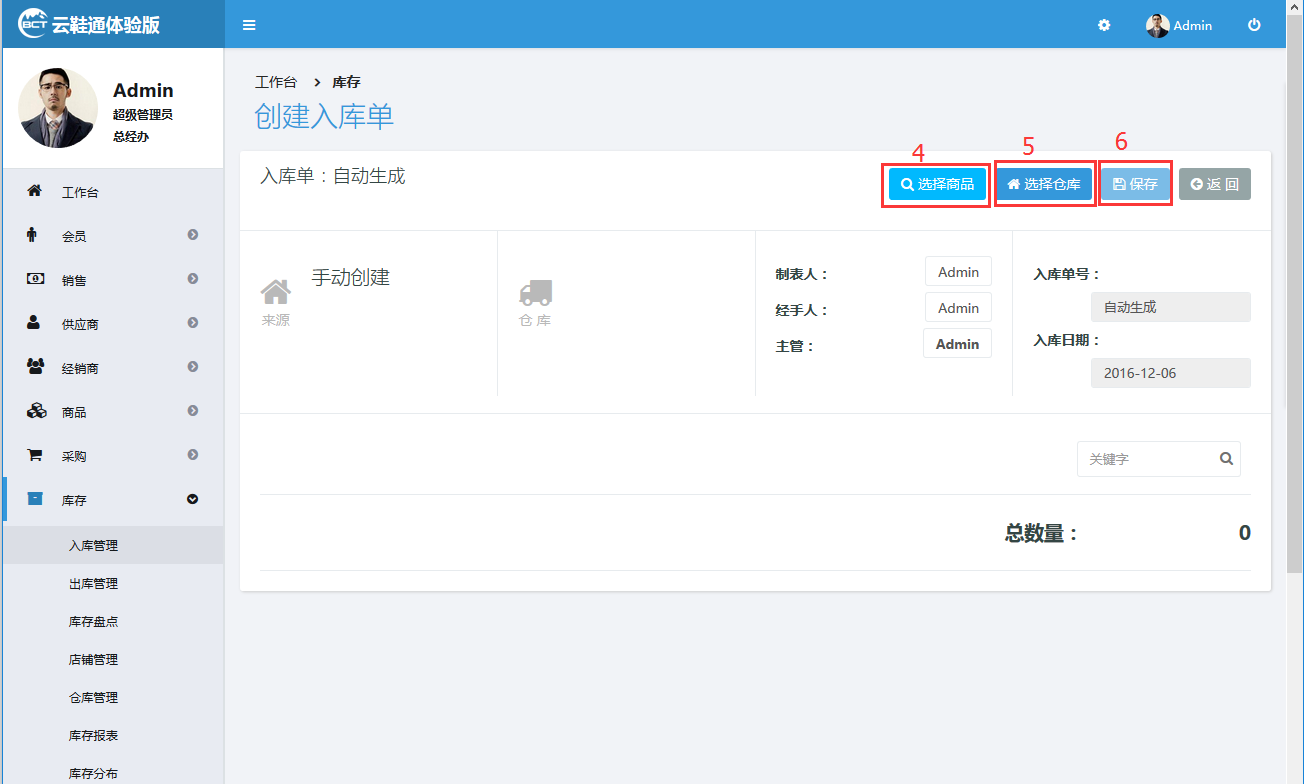 BCT 云鞋通体验版
Admin
Admin
超级管理员
总经办
工作台
会员
销售
供应商
经销商
商品
采购
库存
入库管理
出库管理
库存盘点
店铺管理
仓库管理
库存报表
库存分布
工作台 > 库存
创建入库单
4 5 6
入库单：自动生成
选择商品 选择仓库 保存 返 回
手动创建
来源
仓 库
制表人： Admin
经手人： Admin
主管： Admin
入库单号：
自动生成
入库日期：
2016-12-06
关键字
总数量： 0